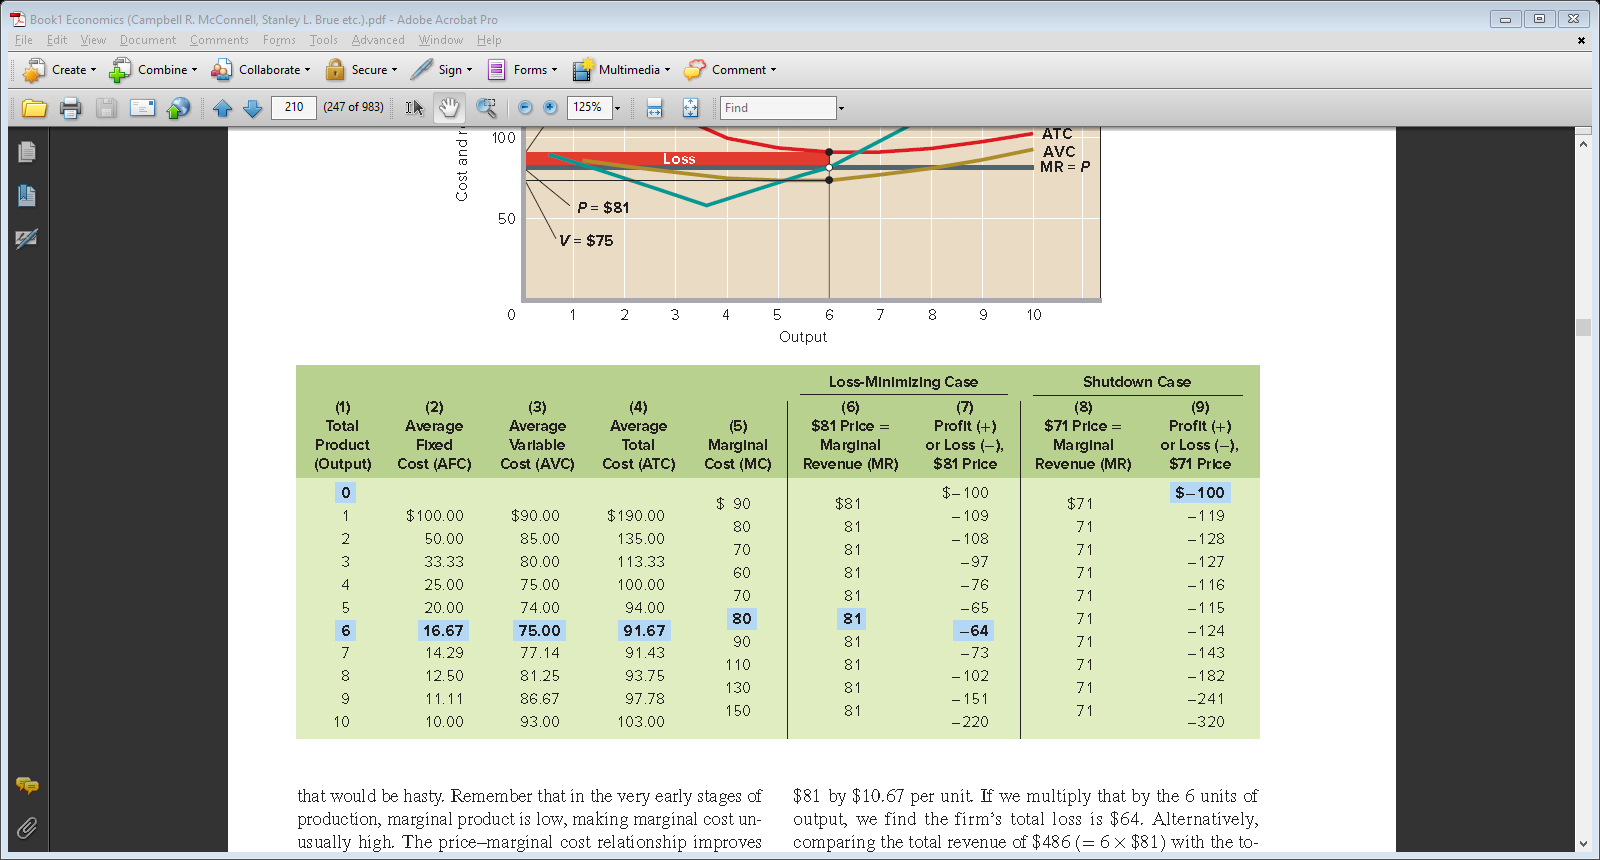 Book1 Economics (Campbell R. McConnell, Stanley L. Brue etc.).pdf - Adobe Acrobat Pro
File Edit View Document Comments Forms Tools Advanced Window Help
Create Combine Collaborate Secure Sign Forms Multimedia Comment
210 (247 of 983) 125% Find
Cost and r
100
50
Loss
ATC
AVC
MR = P
P = $81
V = $75
0 1 2 3 4 5 6 7 8 9 10
Output
Loss-Minimizing Case Shutdown Case
(1) (2) (3) (4) (6) (7) (8) (9)
Total Average Average Average (5) $81 Price = Profit (+) $71 Price = Profit (+)
Product Fixed Variable Total Marginal Marginal or Loss (–), Marginal or Loss (–),
(Output) Cost (AFC) Cost (AVC) Cost (ATC) Cost (MC) Revenue (MR) $81 Price Revenue (MR) $71 Price
0 $–100 $–100
$ 90 $81 $71
1 $100.00 $90.00 $190.00 –109 –119
80 81 71
2 50.00 85.00 135.00 –108 –128
70 81 71
3 33.33 80.00 113.33 –97 –127
60 81 71
4 25.00 75.00 100.00 –76 –116
70 81 71
5 20.00 74.00 94.00 –65 –115
80 81 71
6 16.67 75.00 91.67 –64 –124
90 81 71
7 14.29 77.14 91.43 –73 –143
110 81 71
8 12.50 81.25 93.75 –102 –182
130 81 71
9 11.11 86.67 97.78 –151 –241
150 81 71
10 10.00 93.00 103.00 –220 –320
that would be hasty. Remember that in the very early stages of
production, marginal product is low, making marginal cost un-
usually high. The price–marginal cost relationship improves
$81 by $10.67 per unit. If we multiply that by the 6 units of
output, we find the firm's total loss is $64. Alternatively,
comparing the total revenue of $486 (= 6 × $81) with the to-